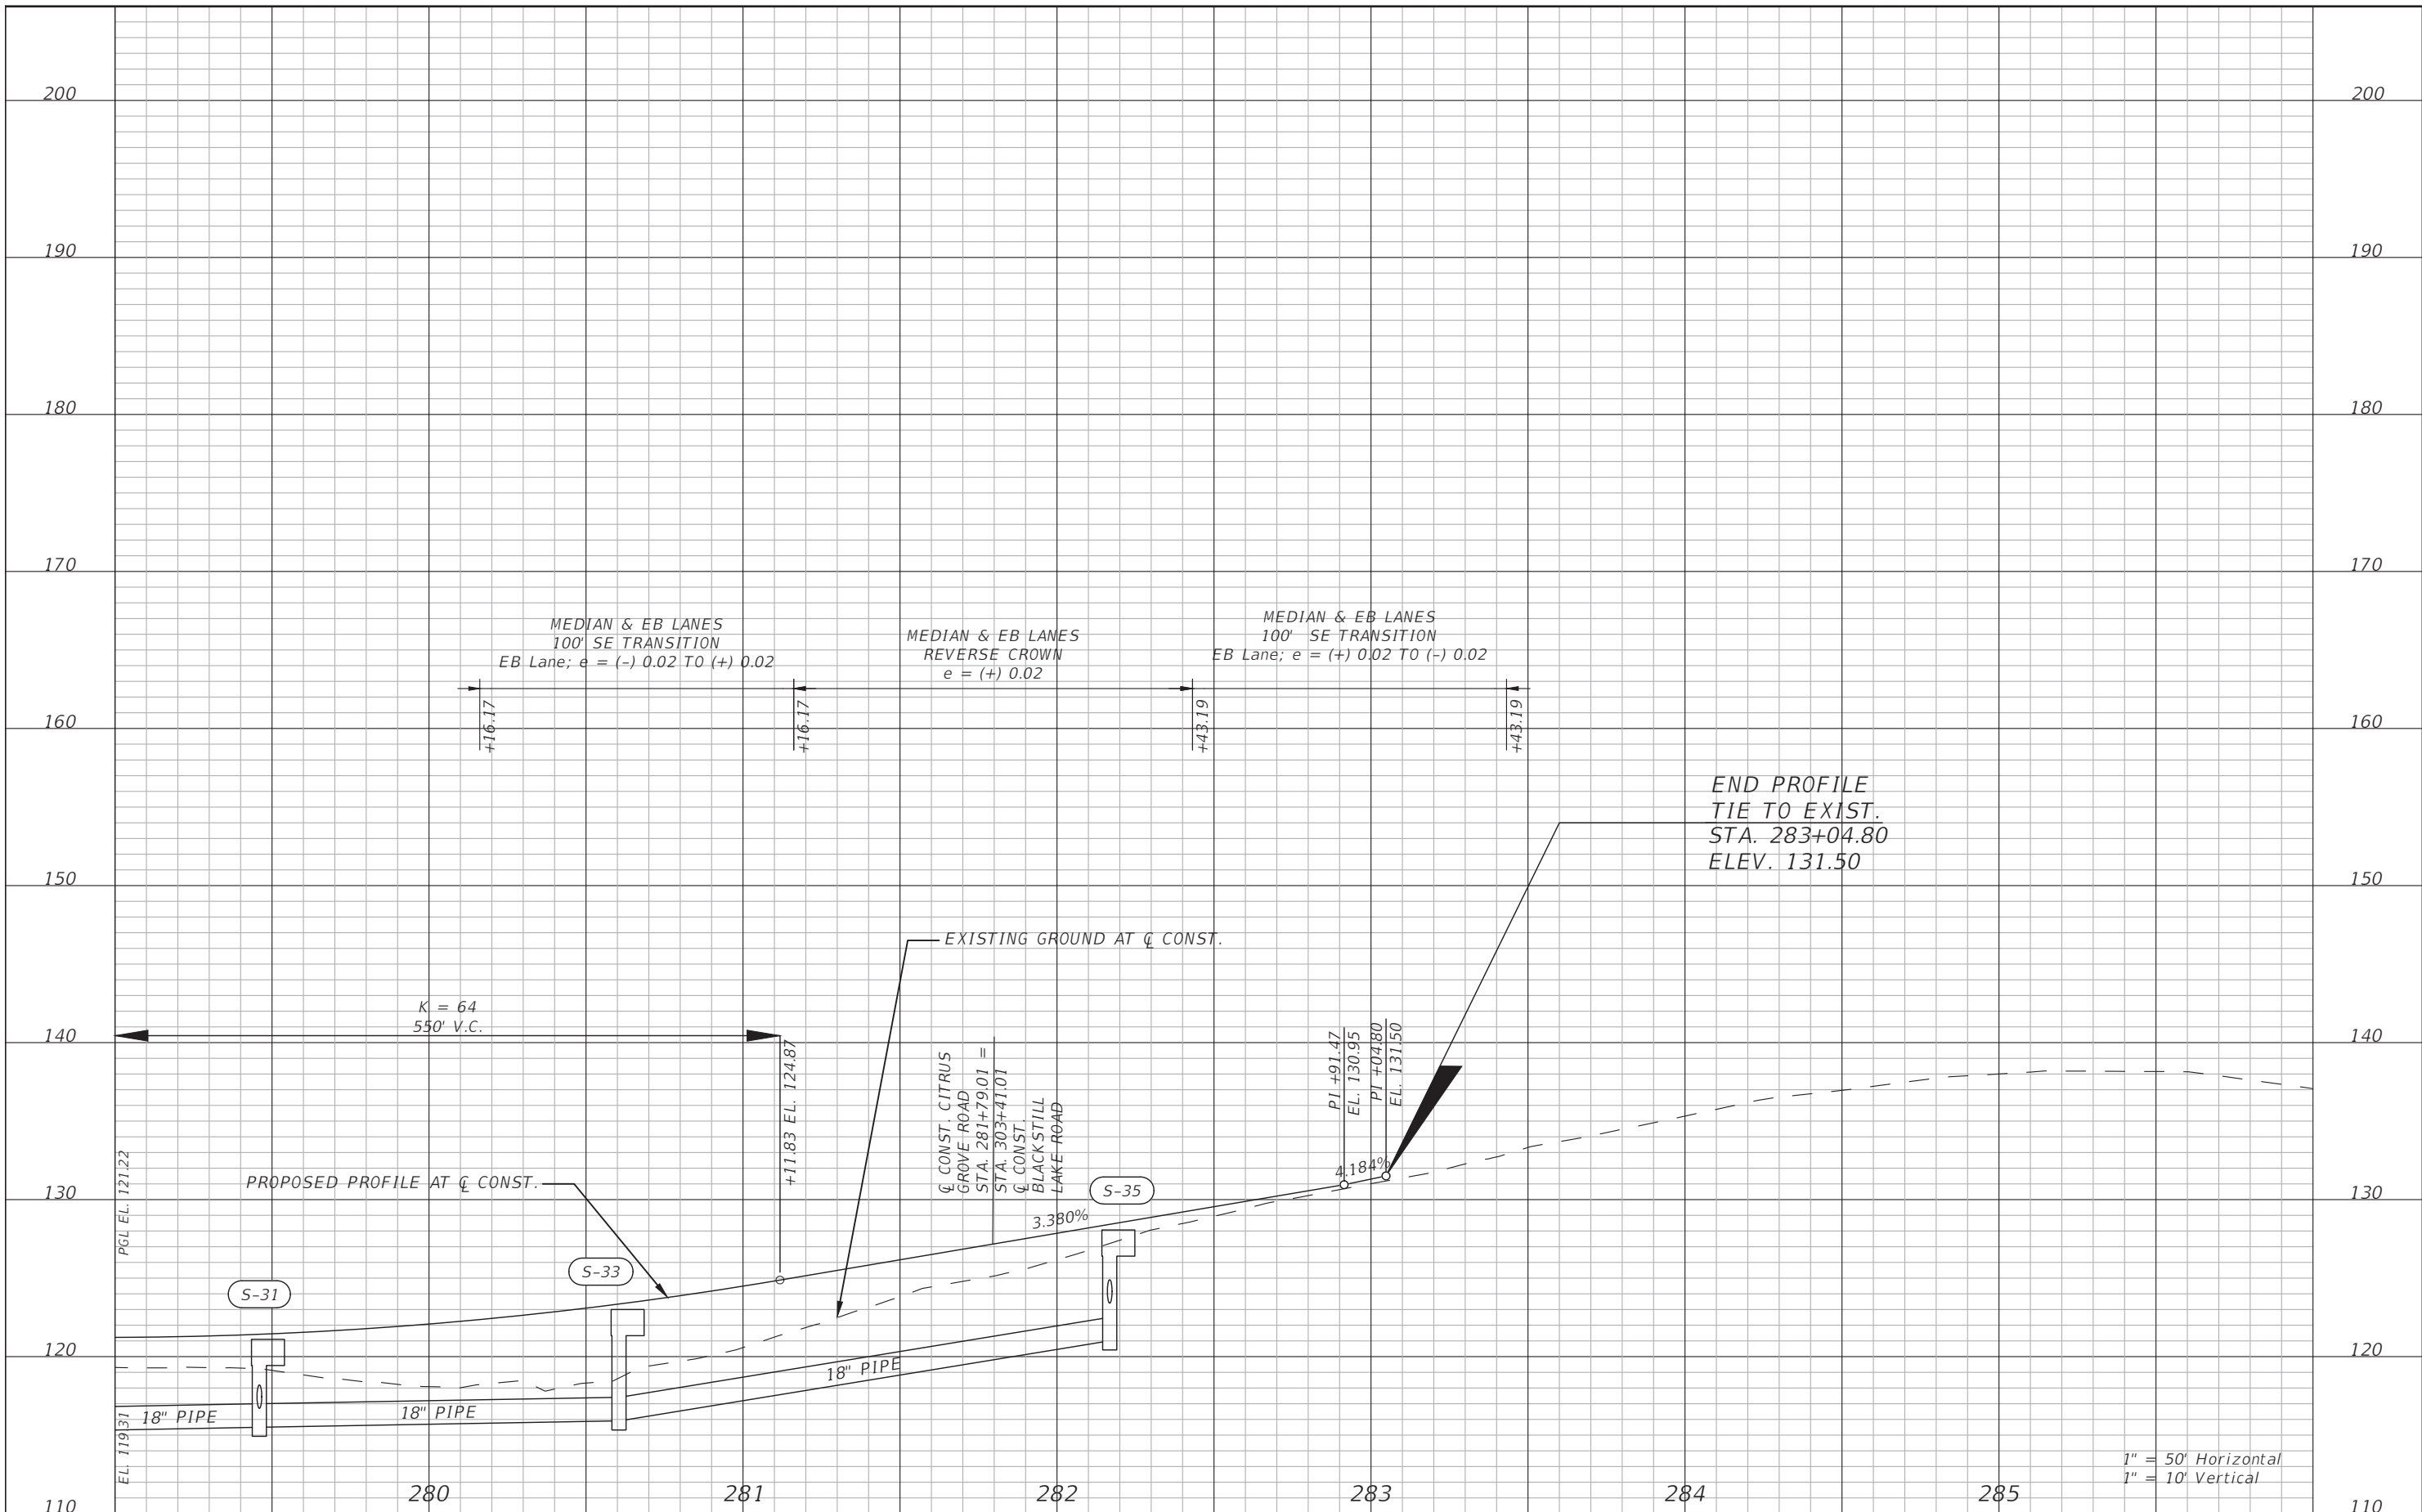 200
200
190
190
180
180
170
170
MEDIAN & EB LANES
100' SE TRANSITION
EB Lane; e = (-) 0.02 TO (+) 0.02
MEDIAN & EB LANES
REVERSE CROWN
e = (+) 0.02
MEDIAN & EB LANES
100' SE TRANSITION
EB Lane; e = (+) 0.02 TO (-) 0.02
+16.17
+16.17
+43.19
+43.19
160
160
END PROFILE
TIE TO EXIST.
STA. 283+04.80
ELEV. 131.50
150
150
EXISTING GROUND AT ℄ CONST.
K = 64
550' V.C.
140
140
+11.83 EL. 124.87
℄ CONST. CITRUS
GROVE ROAD
STA. 281+79.01 =
STA. 303+41.01
℄ CONST.
BLACKSTILL
LAKE ROAD
PI +91.47
EL. 130.95
PI +04.80
EL. 131.50
4.184%
PGL EL. 121.22
PROPOSED PROFILE AT ℄ CONST.
130
130
S-35
3.380%
S-33
S-31
120
120
18" PIPE
18" PIPE
18" PIPE
EL. 119.31
1" = 50' Horizontal
1" = 10' Vertical
110
280
281
282
283
284
285
110